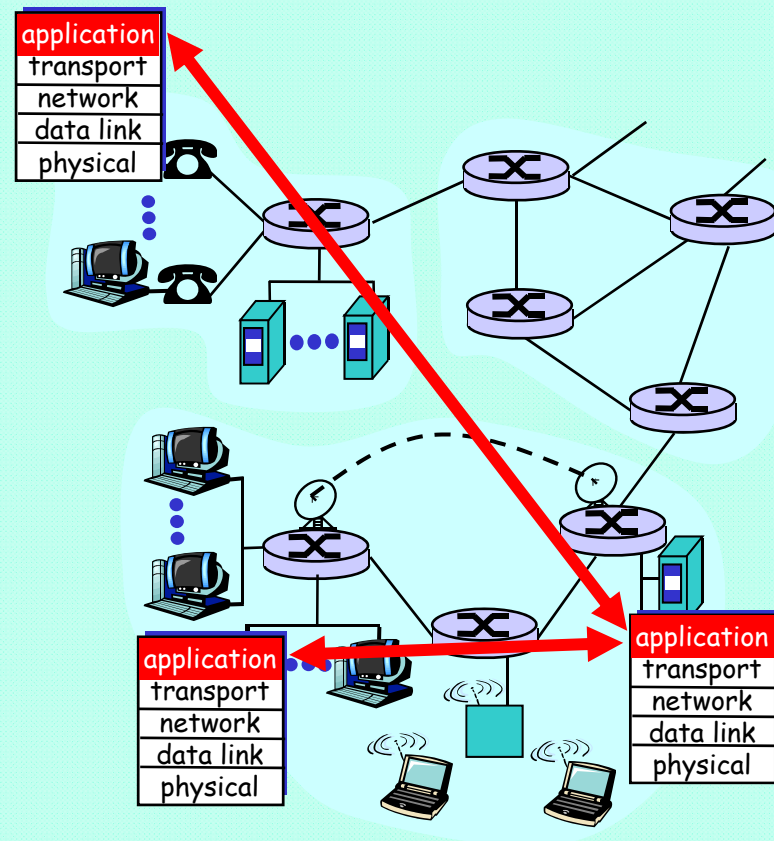 application
transport
network
data link
physical
application
transport
network
data link
physical
application
transport
network
data link
physical